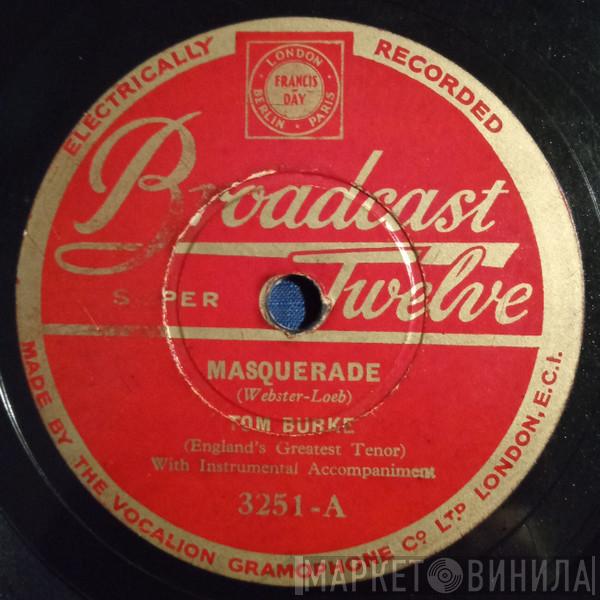 ELECTRICALLY RECORDED
LONDON
FRANCIS
DAY
BERLIN · PARIS
Broadcast
SUPER Twelve
MASQUERADE
(Webster-Loeb)
TOM BURKE
(England's Greatest Tenor)
With Instrumental Accompaniment
3251-A
MADE BY THE VOCALION GRAMOPHONE Cº LTD LONDON, E.C.1.
МАРКЕТ ВИНИЛА